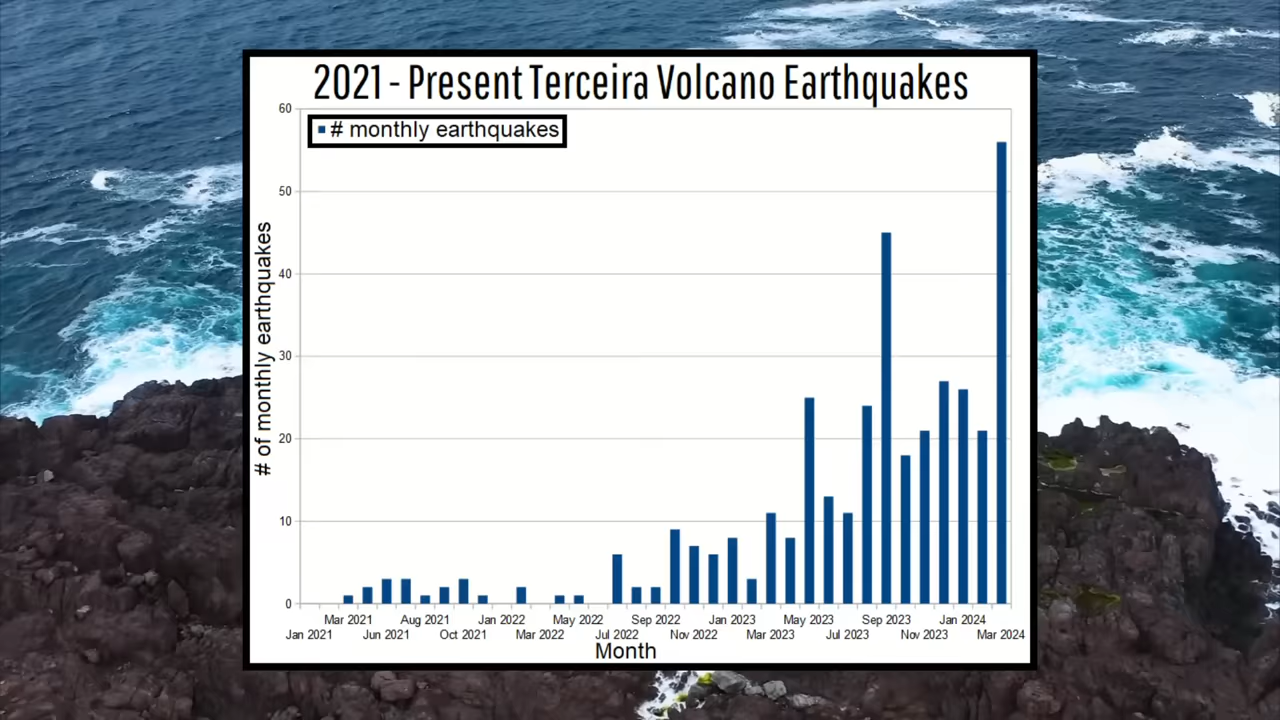 2021 - Present Terceira Volcano Earthquakes
# monthly earthquakes
# of monthly earthquakes
60
50
40
30
20
10
0
Mar 2021 Aug 2021 Jan 2022 May 2022 Sep 2022 Jan 2023 May 2023 Sep 2023 Jan 2024
Jan 2021 Jun 2021 Oct 2021 Mar 2022 Jul 2022 Nov 2022 Mar 2023 Jul 2023 Nov 2023 Mar 2024
Month